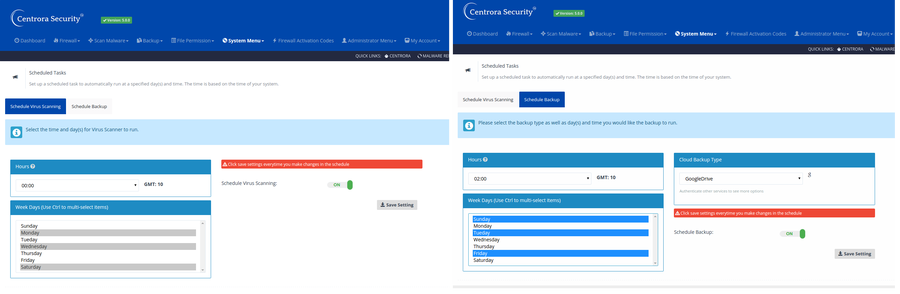 Centrora Security
Version: 5.0.6
Dashboard Firewall Scan Malware Backup File Permission System Menu Firewall Activation Codes Administrator Menu My Account
QUICK LINKS: CENTRORA MALWARE RE
Scheduled Tasks
Set up a scheduled task to automatically run at a specified day(s) and time. The time is based on the time of your system.
Schedule Virus Scanning Schedule Backup
Select the time and day(s) for Virus Scanner to run.
Hours
00:00 GMT: 10
Week Days (Use Ctrl to multi-select items)
Sunday
Monday
Tueday
Wednesday
Thursday
Friday
Saturday
Click save settings everytime you make changes in the schedule
Schedule Virus Scanning: ON
Save Setting
Centrora Security
Version: 5.0.6
Dashboard Firewall Scan Malware Backup File Permission System Menu Firewall Activation Codes Administrator Menu My Account
QUICK LINKS: CENTRORA MALWARE
Scheduled Tasks
Set up a scheduled task to automatically run at a specified day(s) and time. The time is based on the time of your system.
Schedule Virus Scanning Schedule Backup
Please select the backup type as well as day(s) and time you would like the backup to run.
Hours
02:00 GMT: 10
Week Days (Use Ctrl to multi-select items)
Sunday
Monday
Tueday
Wednesday
Thursday
Friday
Saturday
Cloud Backup Type
GoogleDrive
Authenticate other services to see more options
Click save settings everytime you make changes in the schedule
Schedule Backup: ON
Save Setting